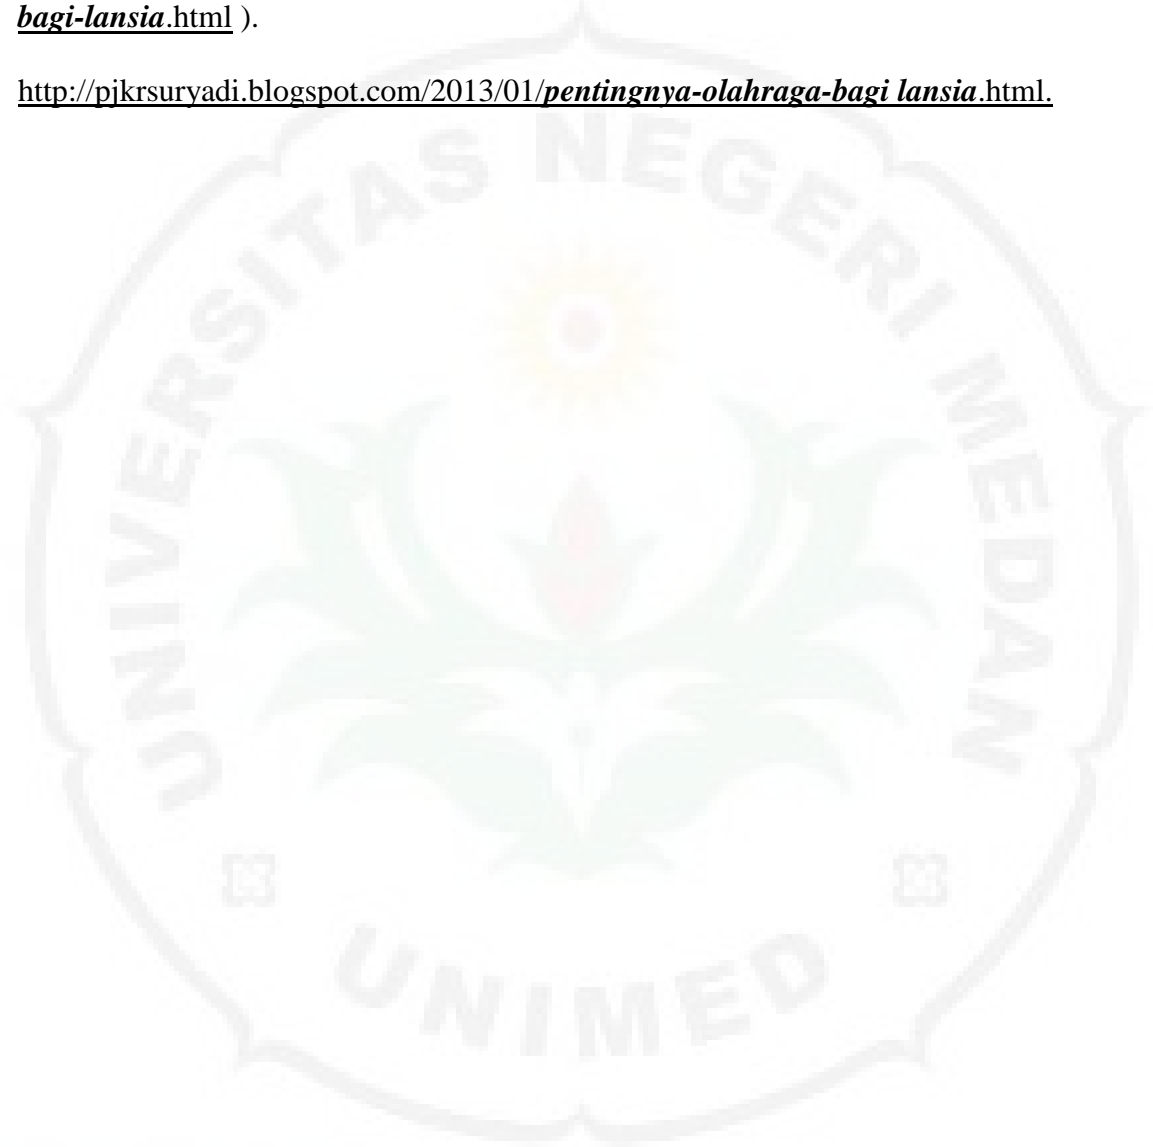 bagi-lansia.html ).
http://pjkrsuryadi.blogspot.com/2013/01/pentingnya-olahraga-bagi lansia.html.
UNIVERSITAS NEGERI MEDAN
UNIMED